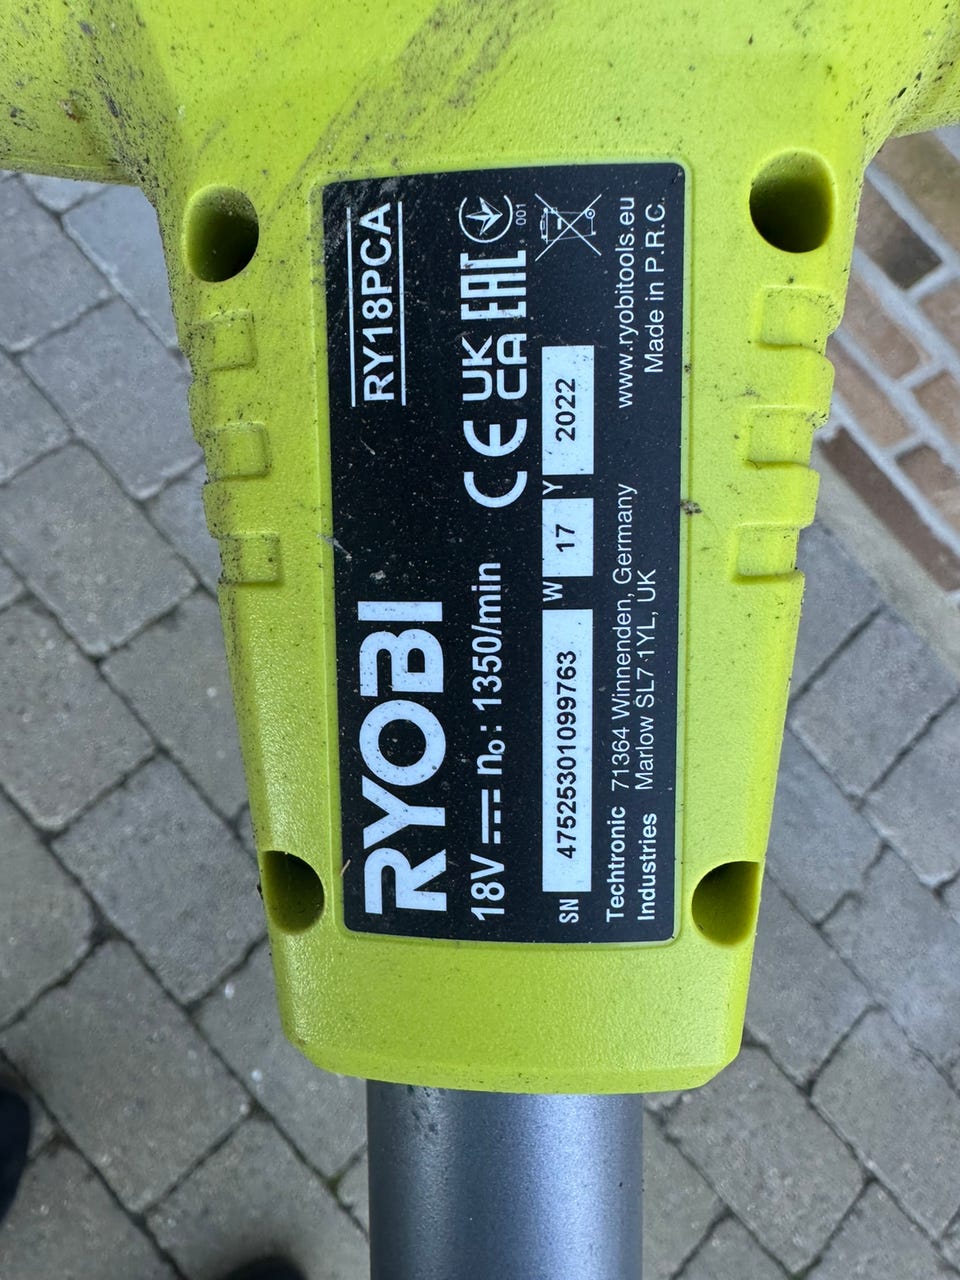 RYOBI RY18PCA
18V n₀: 1350/min CE UK CA EAC 001
SN 47525301099763 W 17 Y 2022
Techtronic 71364 Winnenden, Germany www.ryobitools.eu
Industries Marlow SL7 1YL, UK Made in P.R.C.